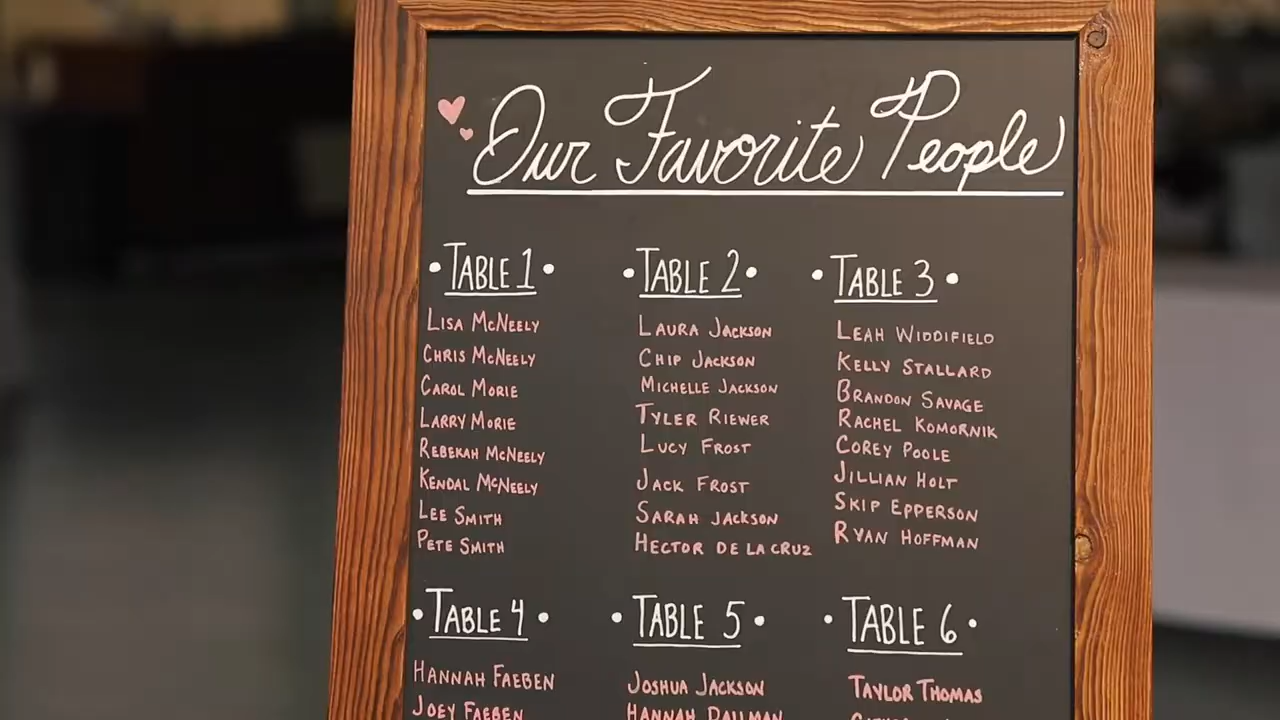 Our Favorite People
• TABLE 1 •
LISA MCNEELY
CHRIS MCNEELY
CAROL MORIE
LARRY MORIE
REBEKAH MCNEELY
KENDAL MCNEELY
LEE SMITH
PETE SMITH
• TABLE 2 •
LAURA JACKSON
CHIP JACKSON
MICHELLE JACKSON
TYLER RIEWER
LUCY FROST
JACK FROST
SARAH JACKSON
HECTOR DE LA CRUZ
• TABLE 3 •
LEAH WIDDIFIELD
KELLY STALLARD
BRANDON SAVAGE
RACHEL KOMORNIK
COREY POOLE
JILLIAN HOLT
SKIP EPPERSON
RYAN HOFFMAN
• TABLE 4 •
HANNAH FAEBEN
JOEY FAEBEN
• TABLE 5 •
JOSHUA JACKSON
HANNAH DALLMAN
• TABLE 6 •
TAYLOR THOMAS